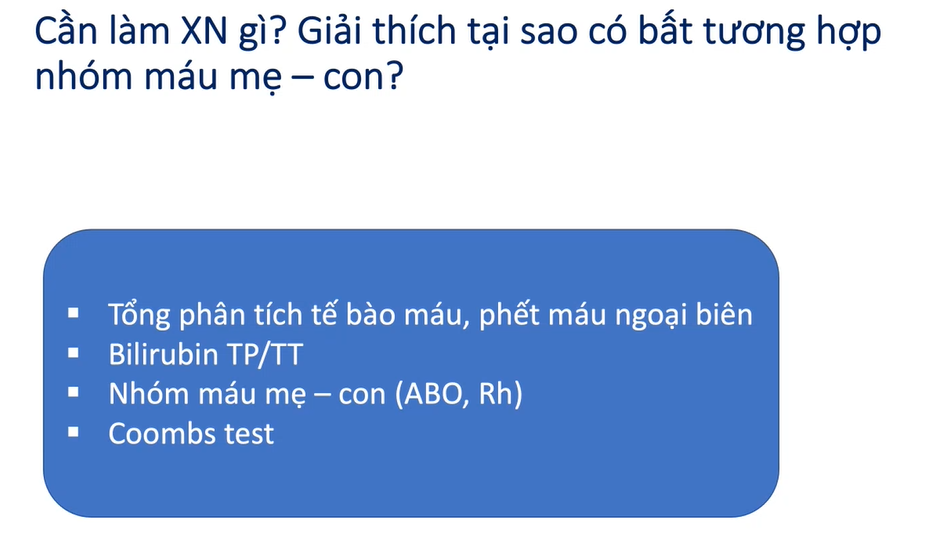 Cần làm XN gì? Giải thích tại sao có bất tương hợp
nhóm máu mẹ – con?
▪ Tổng phân tích tế bào máu, phết máu ngoại biên
▪ Bilirubin TP/TT
▪ Nhóm máu mẹ – con (ABO, Rh)
▪ Coombs test